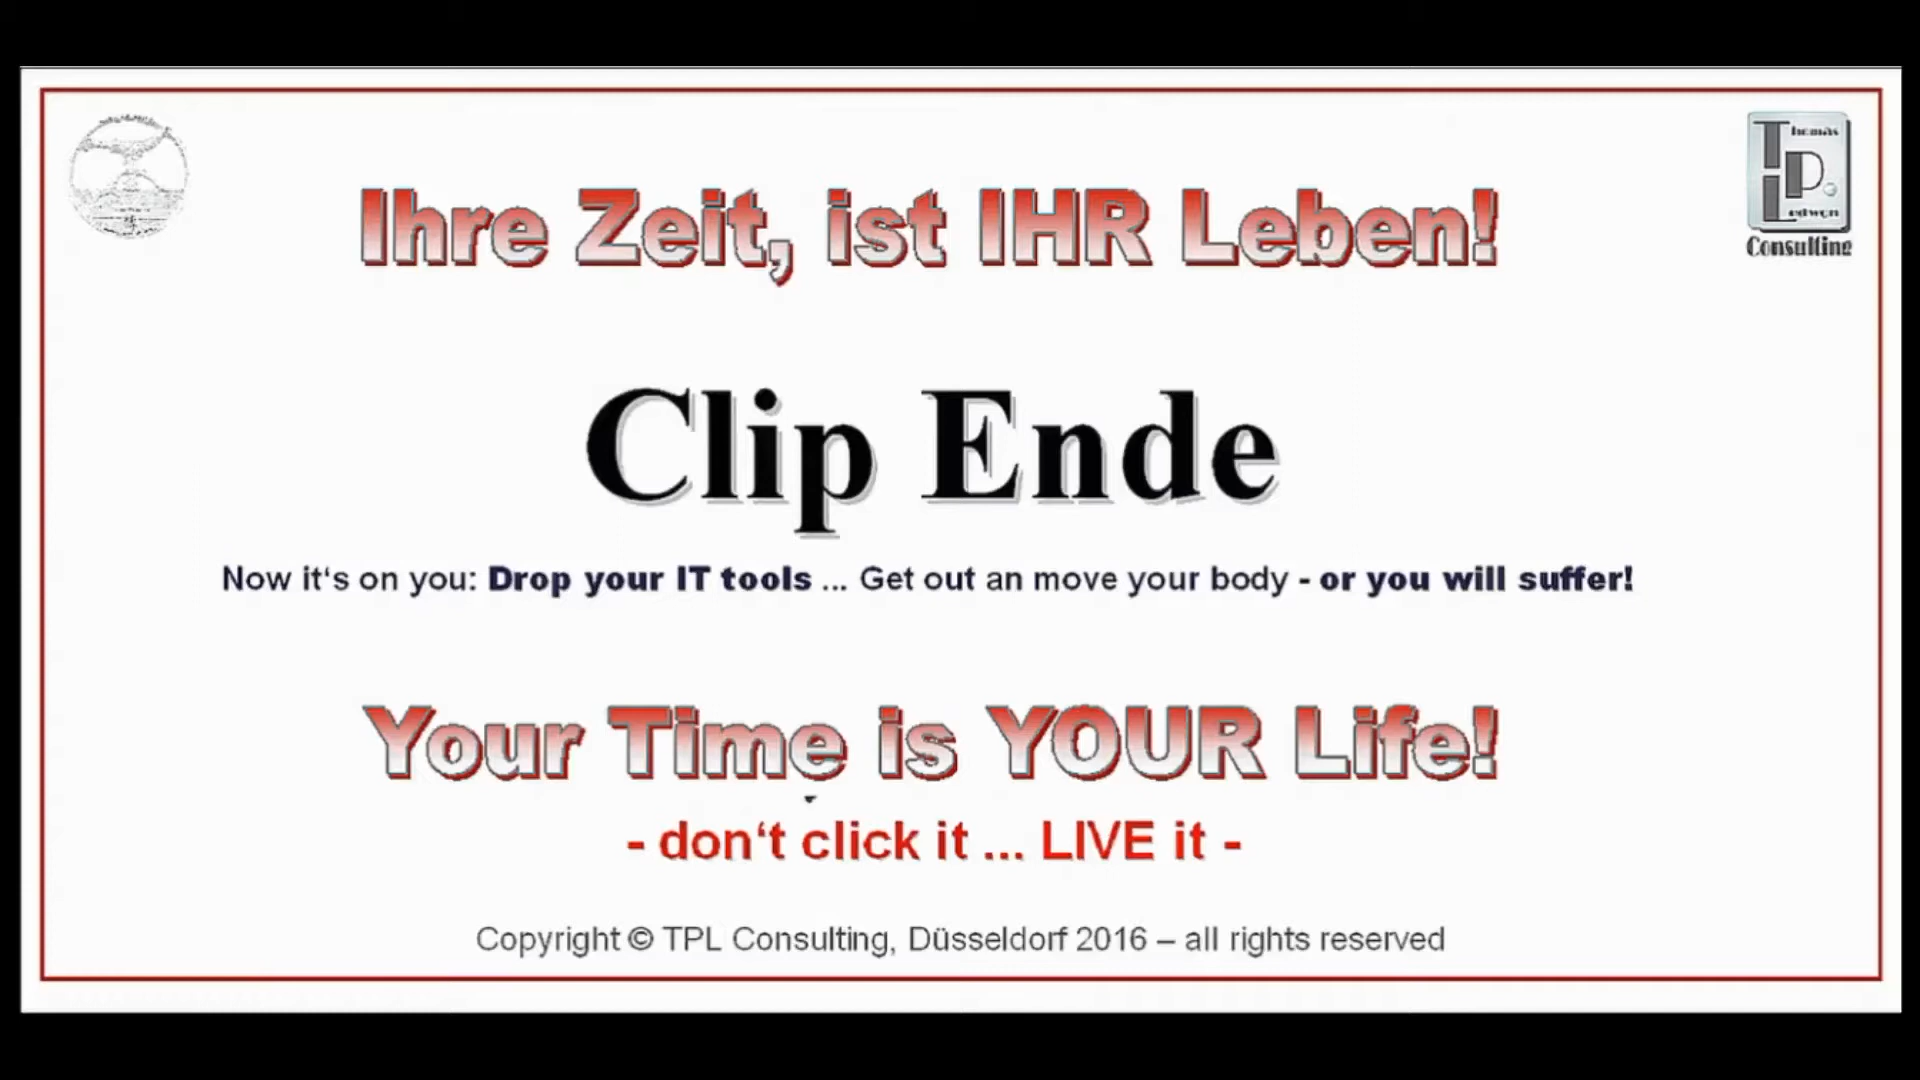 Thomas
P.
Ledwon
Consulting
Ihre Zeit, ist IHR Leben!
Clip Ende
Now it‘s on you: Drop your IT tools ... Get out an move your body - or you will suffer!
Your Time is YOUR Life!
- don‘t click it ... LIVE it -
Copyright © TPL Consulting, Düsseldorf 2016 – all rights reserved